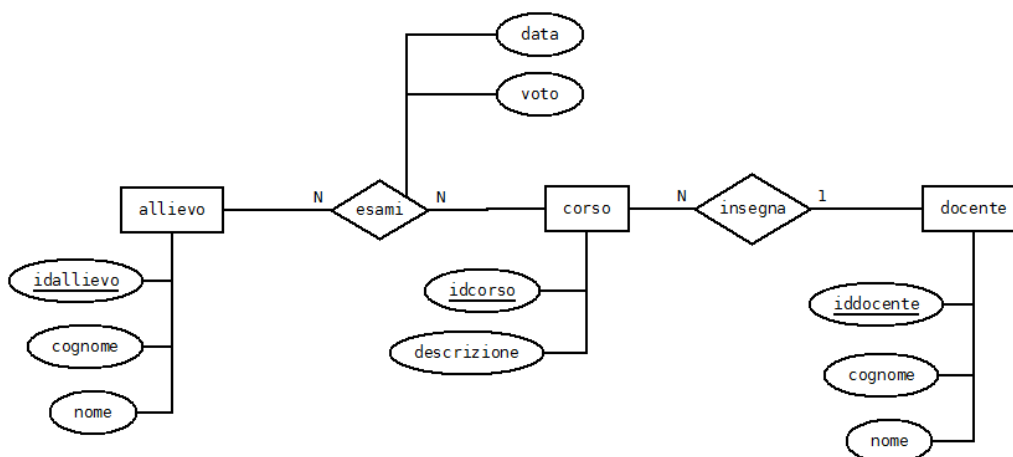 data
voto
N
N
N
1
allievo
esami
corso
insegna
docente
idallievo
idcorso
iddocente
cognome
descrizione
cognome
nome
nome